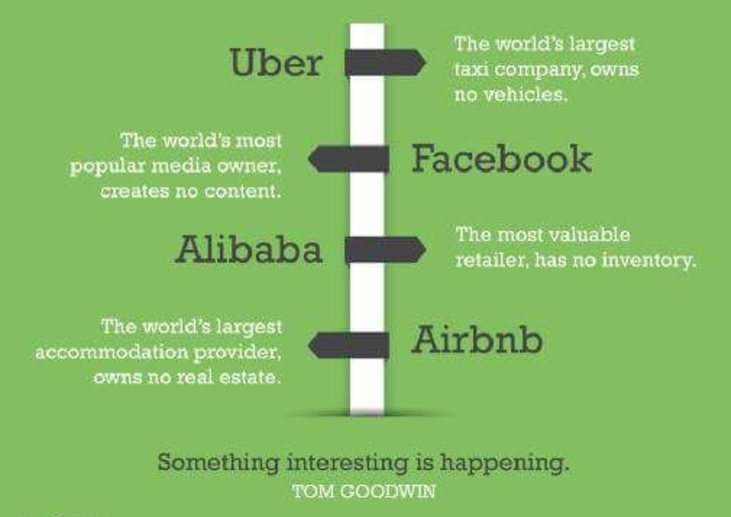 Uber
The world's largest
taxi company, owns
no vehicles.
The world's most
popular media owner,
creates no content.
Facebook
Alibaba
The most valuable
retailer, has no inventory.
The world's largest
accommodation provider,
owns no real estate.
Airbnb
Something interesting is happening.
TOM GOODWIN